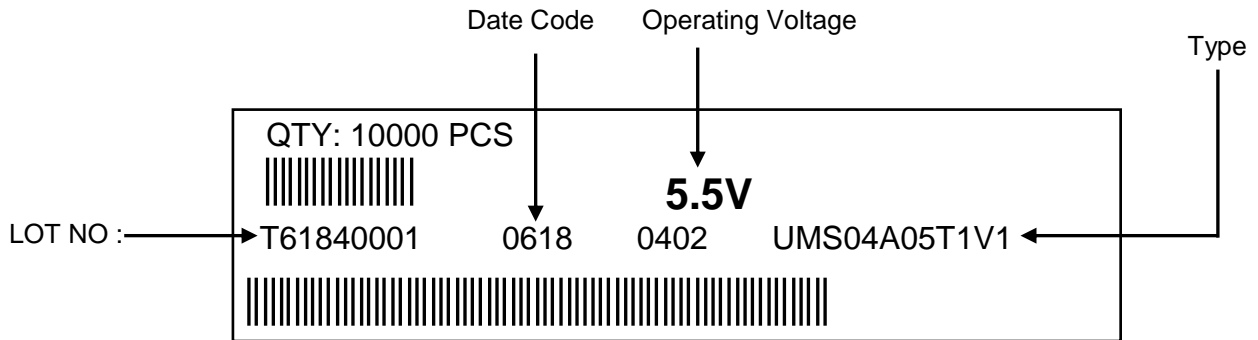 Date Code Operating Voltage
Type
QTY: 10000 PCS
5.5V
LOT NO : T61840001 0618 0402 UMS04A05T1V1